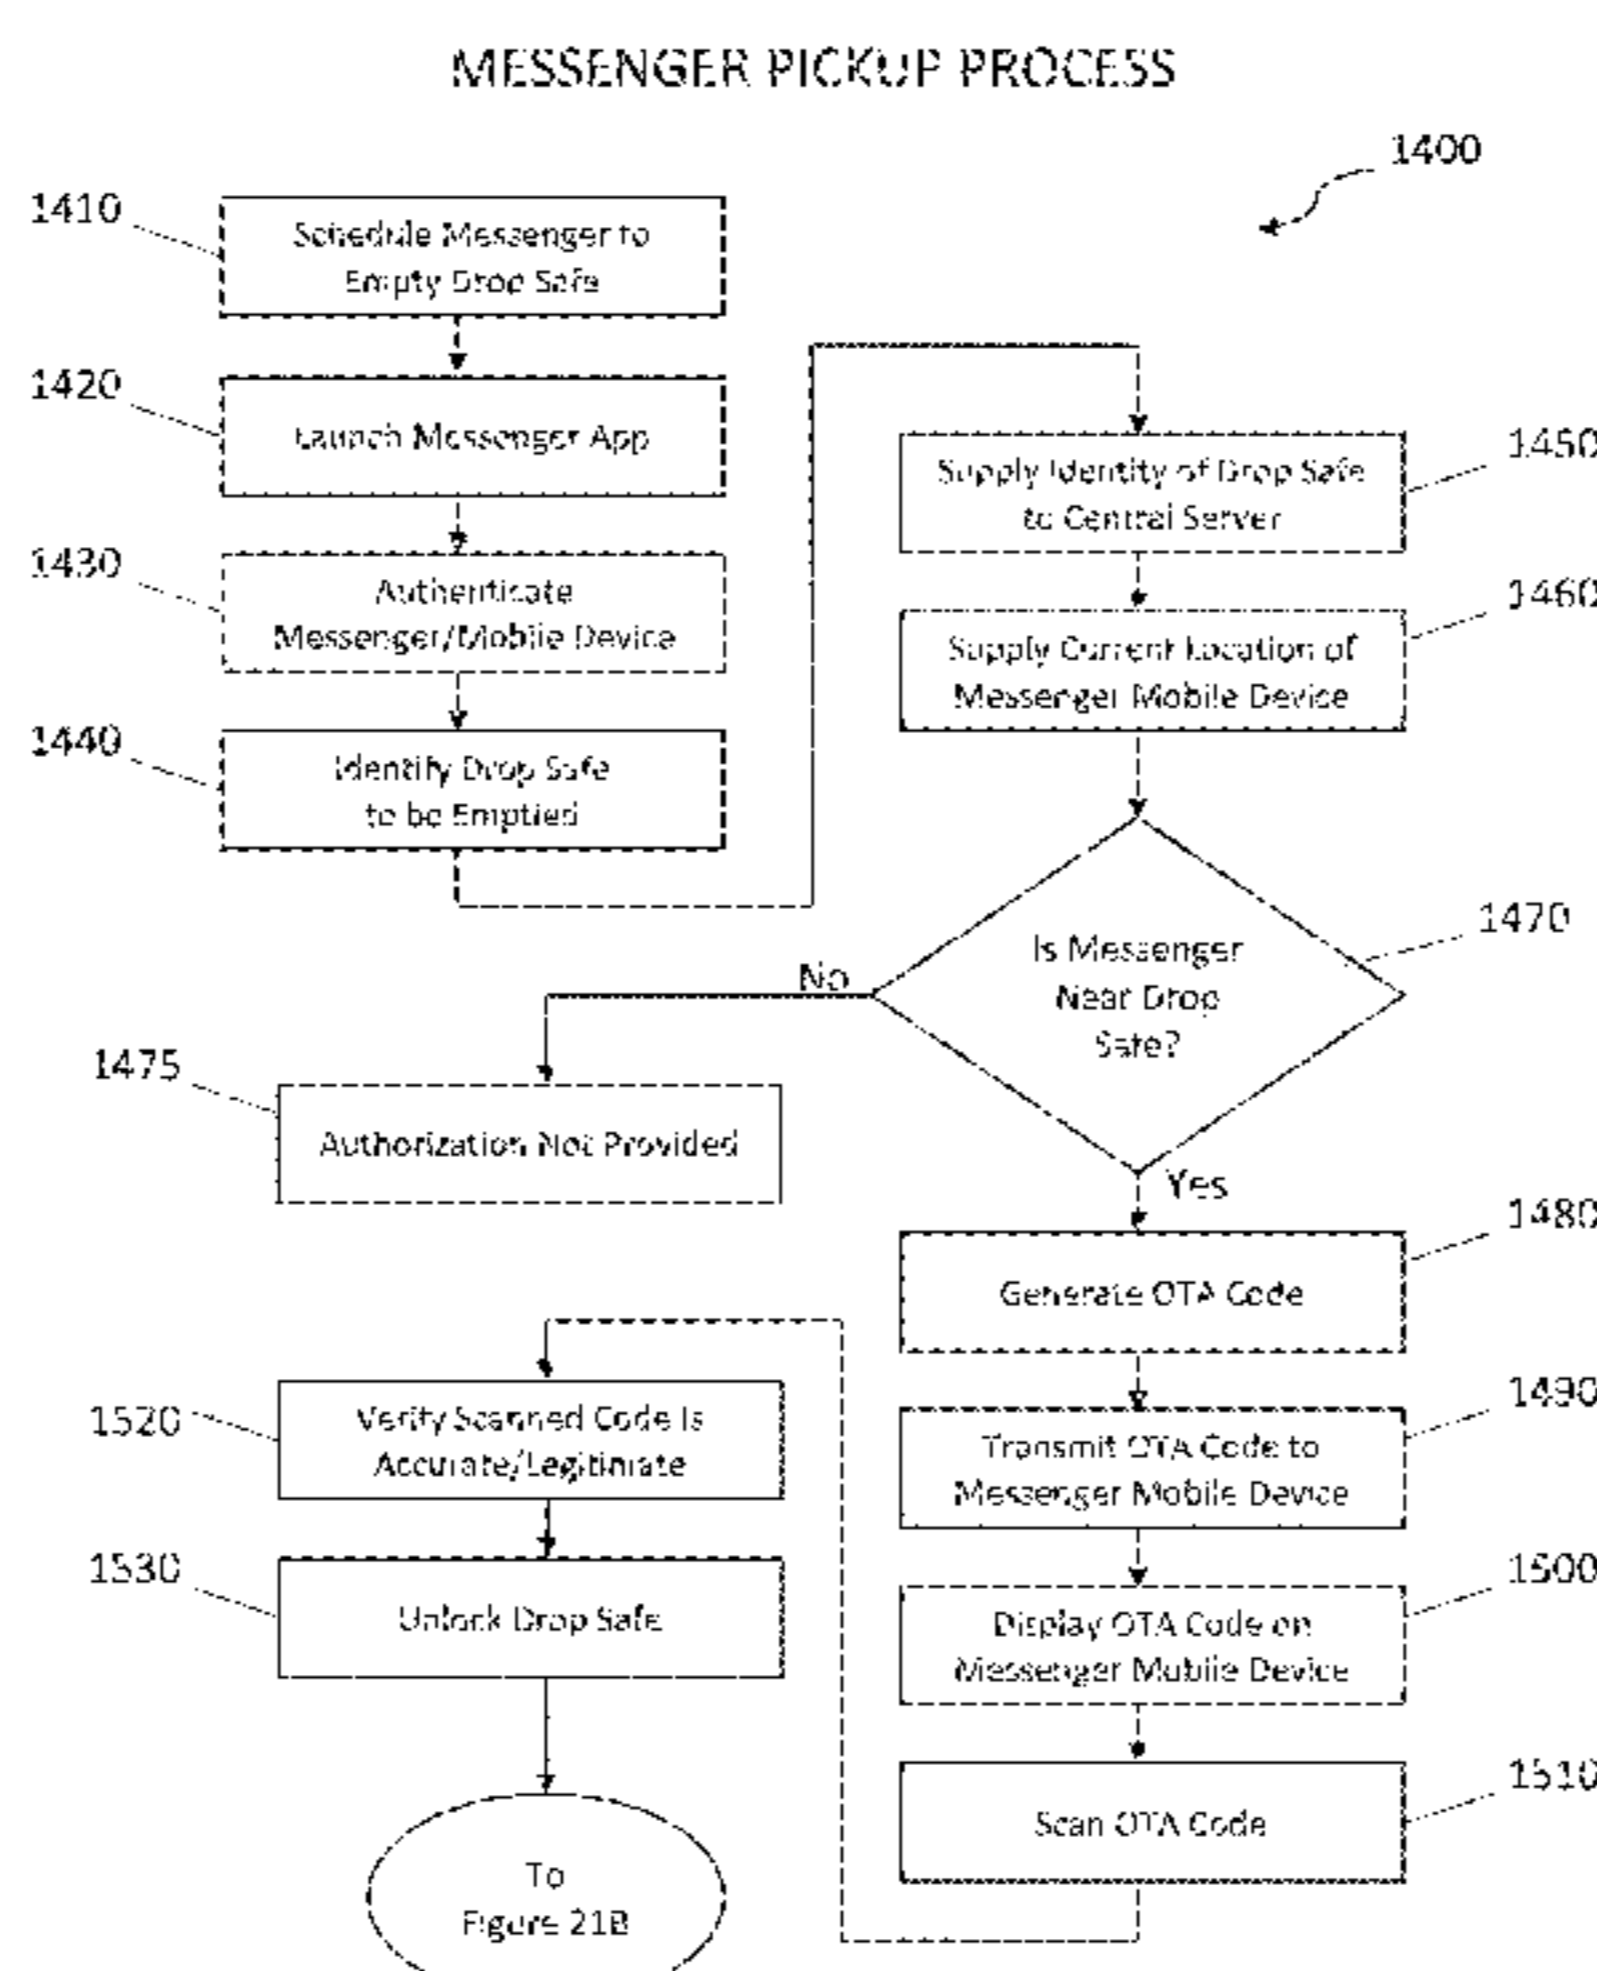 MESSENGER PICKUP PROCESS
1400
1410
Schedule Messenger to
Empty Drop Safe
1420
Launch Messenger App
1430
Authenticate
Messenger/Mobile Device
1440
Identify Drop Safe
to be Emptied
1450
Supply Identity of Drop Safe
to Central Server
1460
Supply Current Location of
Messenger Mobile Device
1470
Is Messenger
Near Drop
Safe?
No
1475
Authorization Not Provided
Yes
1480
Generate OTA Code
1490
Transmit OTA Code to
Messenger Mobile Device
1500
Display OTA Code on
Messenger Mobile Device
1510
Scan OTA Code
1520
Verify Scanned Code Is
Accurate/Legitimate
1530
Unlock Drop Safe
To
Figure 21B